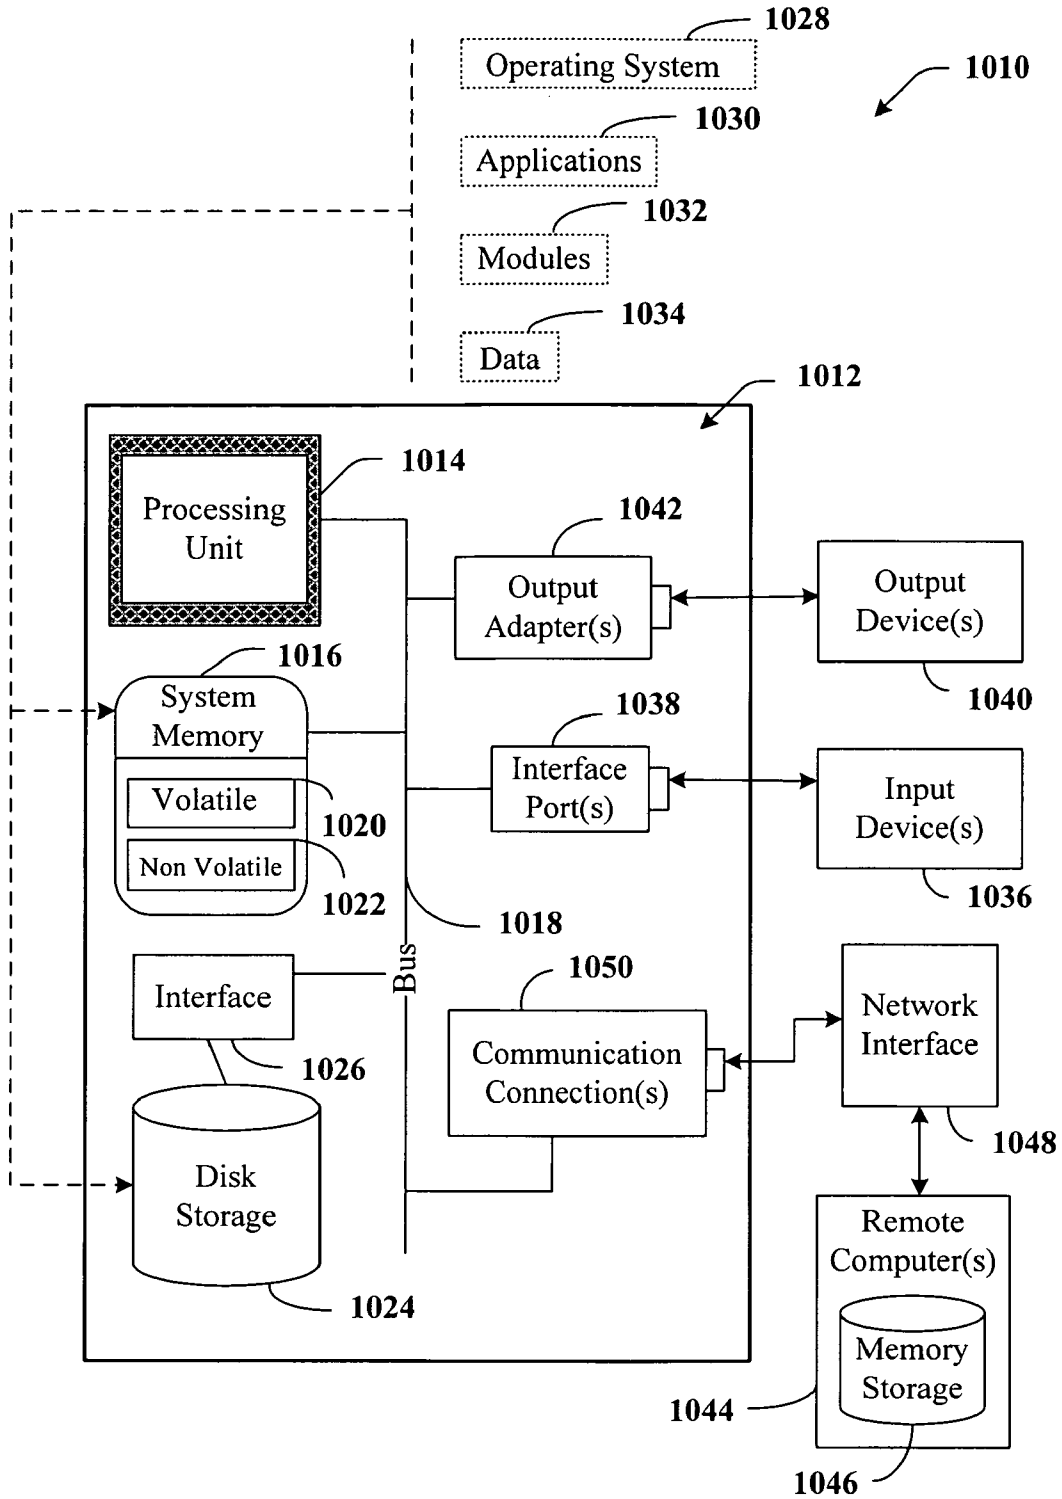 1028
Operating System
1010
1030
Applications
1032
Modules
1034
Data
1012
1014
Processing
Unit
1042
Output
Adapter(s)
Output
Device(s)
1040
1016
System
Memory
Volatile
1020
Non Volatile
1022
1038
Interface
Port(s)
Input
Device(s)
1036
1018
Bus
Interface
1026
1050
Communication
Connection(s)
Network
Interface
1048
Disk
Storage
1024
Remote
Computer(s)
Memory
Storage
1044
1046